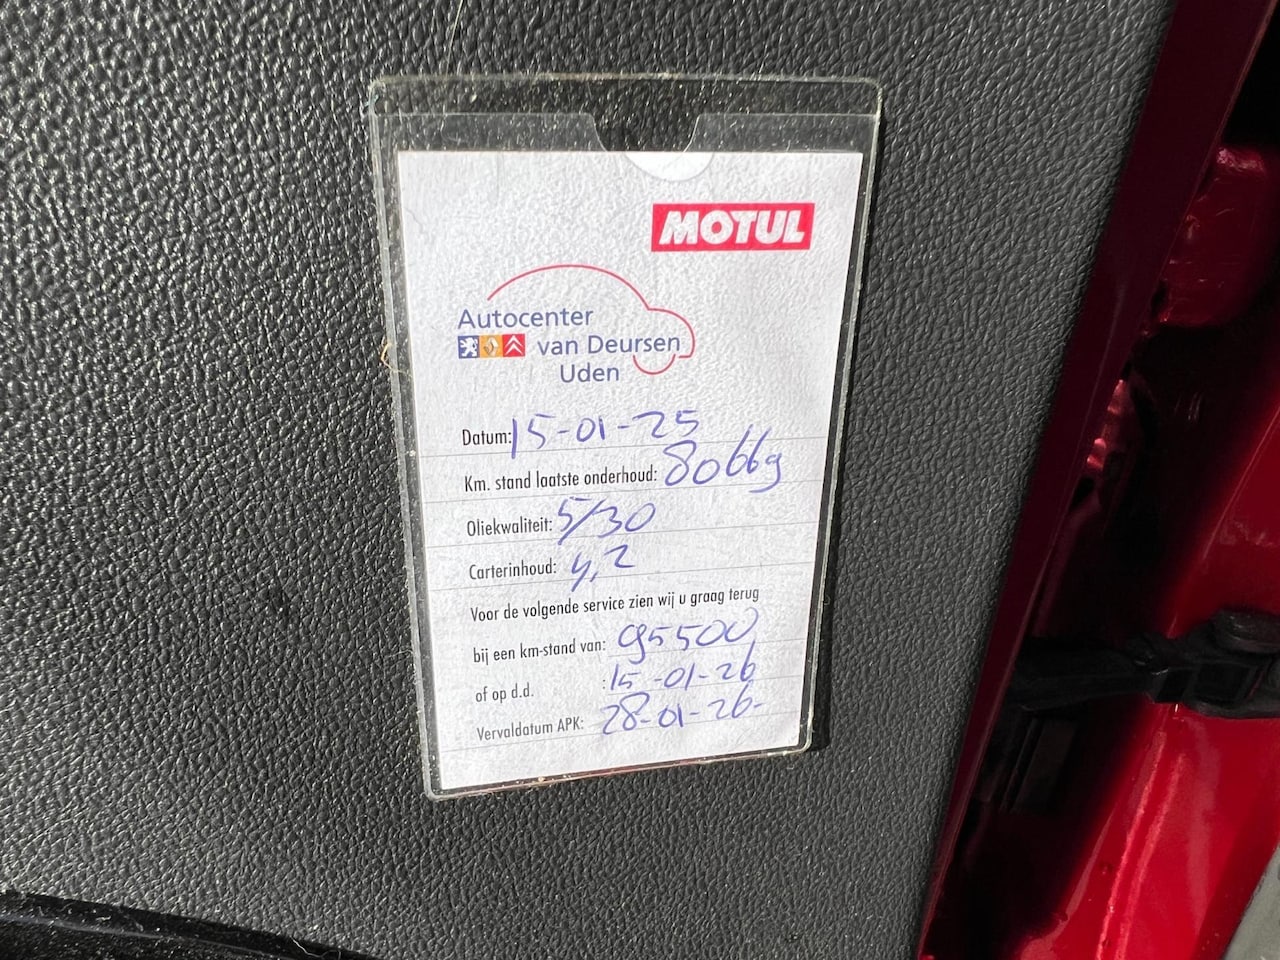 MOTUL
Autocenter
van Deursen
Uden
Datum: 15-01-25
Km. stand laatste onderhoud: 80669
Oliekwaliteit: 5/30
Carterinhoud: 4,2
Voor de volgende service zien wij u graag terug
bij een km-stand van: 95500
of op d.d. : 15-01-26
Vervaldatum APK: 28-01-26-